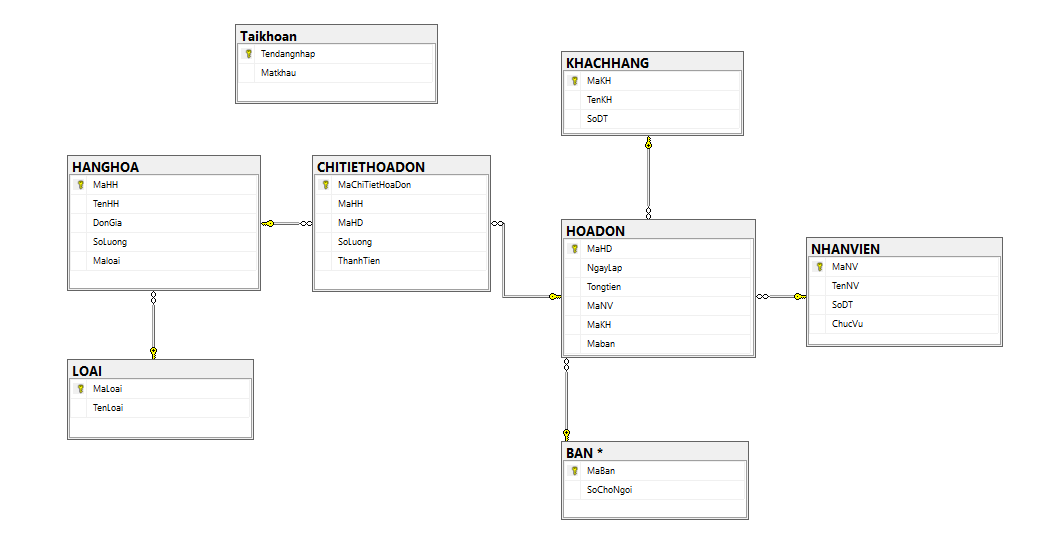 Taikhoan
Tendangnhap
Matkhau
KHACHHANG
MaKH
TenKH
SoDT
HANGHOA
MaHH
TenHH
DonGia
SoLuong
Maloai
CHITIETHOADON
MaChiTietHoaDon
MaHH
MaHD
SoLuong
ThanhTien
HOADON
MaHD
NgayLap
Tongtien
MaNV
MaKH
Maban
NHANVIEN
MaNV
TenNV
SoDT
ChucVu
LOAI
MaLoai
TenLoai
BAN *
MaBan
SoChoNgoi